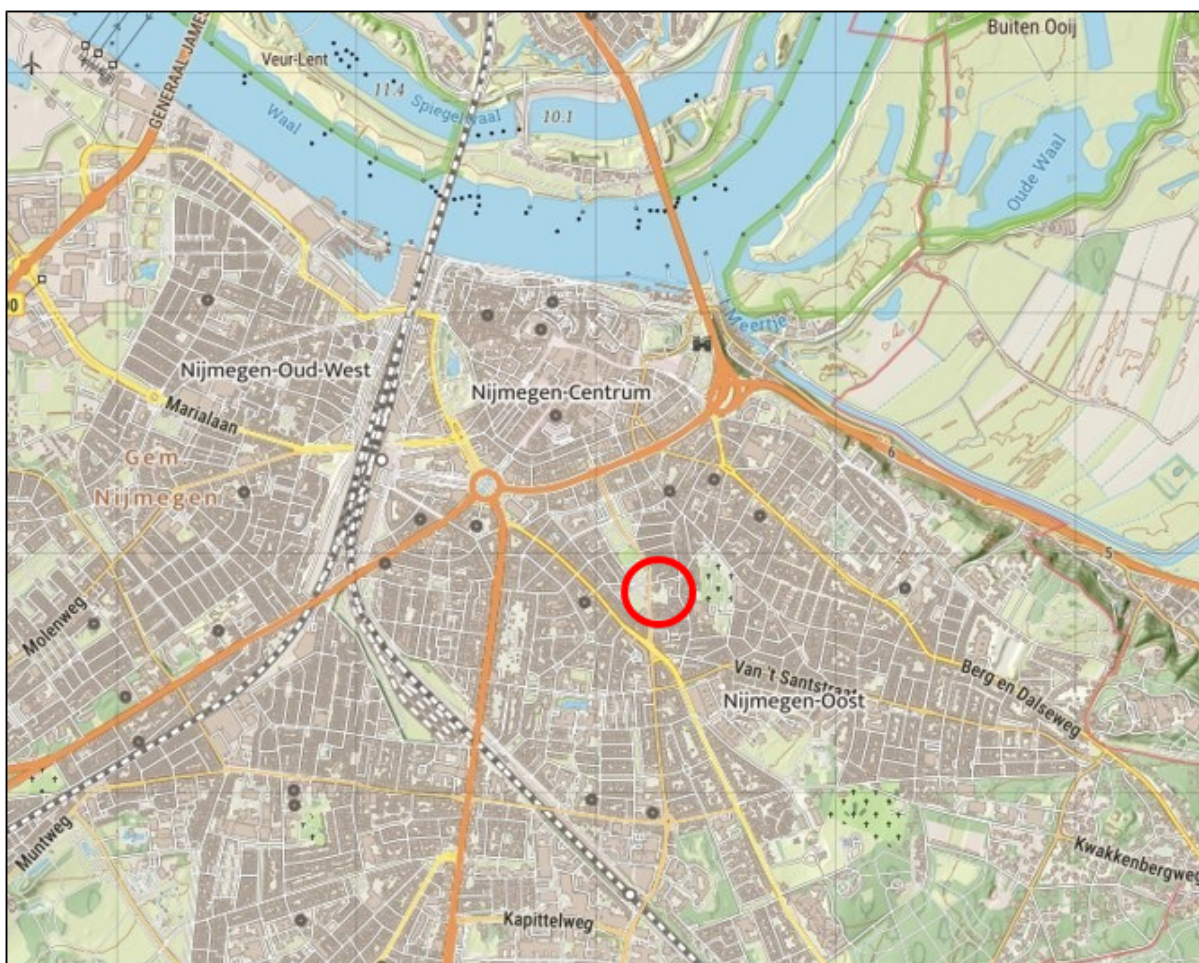 Buiten Ooij
GENERAAL JAMES
Veur-Lent
11.4
Spiegelwaal
10.1
Waal
Oude Waal
't Meertje
Nijmegen-Oud-West
Nijmegen-Centrum
Marialaan
6
Gem.
Nijmegen
5
Molenweg
Van 't Santstraat
Berg en Dalseweg
Nijmegen-Oost
Muntweg
Kwakkenbergweg
Kapittelweg